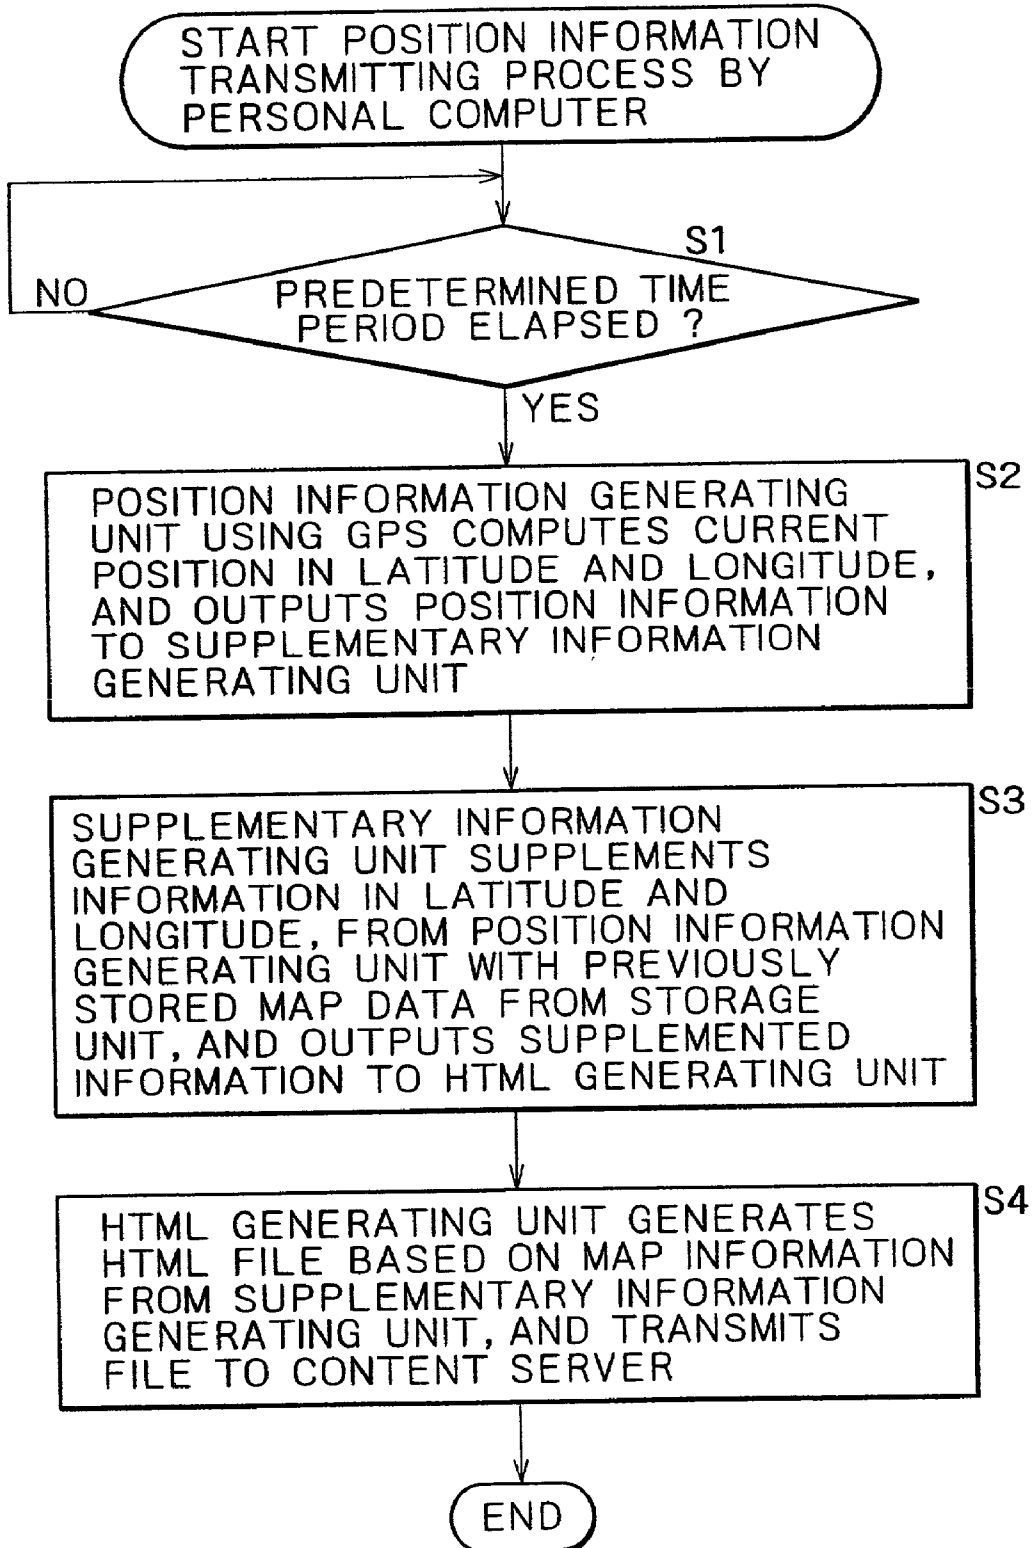 START POSITION INFORMATION
TRANSMITTING PROCESS BY
PERSONAL COMPUTER
S1
NO
PREDETERMINED TIME
PERIOD ELAPSED ?
YES
S2
POSITION INFORMATION GENERATING
UNIT USING GPS COMPUTES CURRENT
POSITION IN LATITUDE AND LONGITUDE,
AND OUTPUTS POSITION INFORMATION
TO SUPPLEMENTARY INFORMATION
GENERATING UNIT
S3
SUPPLEMENTARY INFORMATION
GENERATING UNIT SUPPLEMENTS
INFORMATION IN LATITUDE AND
LONGITUDE, FROM POSITION INFORMATION
GENERATING UNIT WITH PREVIOUSLY
STORED MAP DATA FROM STORAGE
UNIT, AND OUTPUTS SUPPLEMENTED
INFORMATION TO HTML GENERATING UNIT
S4
HTML GENERATING UNIT GENERATES
HTML FILE BASED ON MAP INFORMATION
FROM SUPPLEMENTARY INFORMATION
GENERATING UNIT, AND TRANSMITS
FILE TO CONTENT SERVER
END